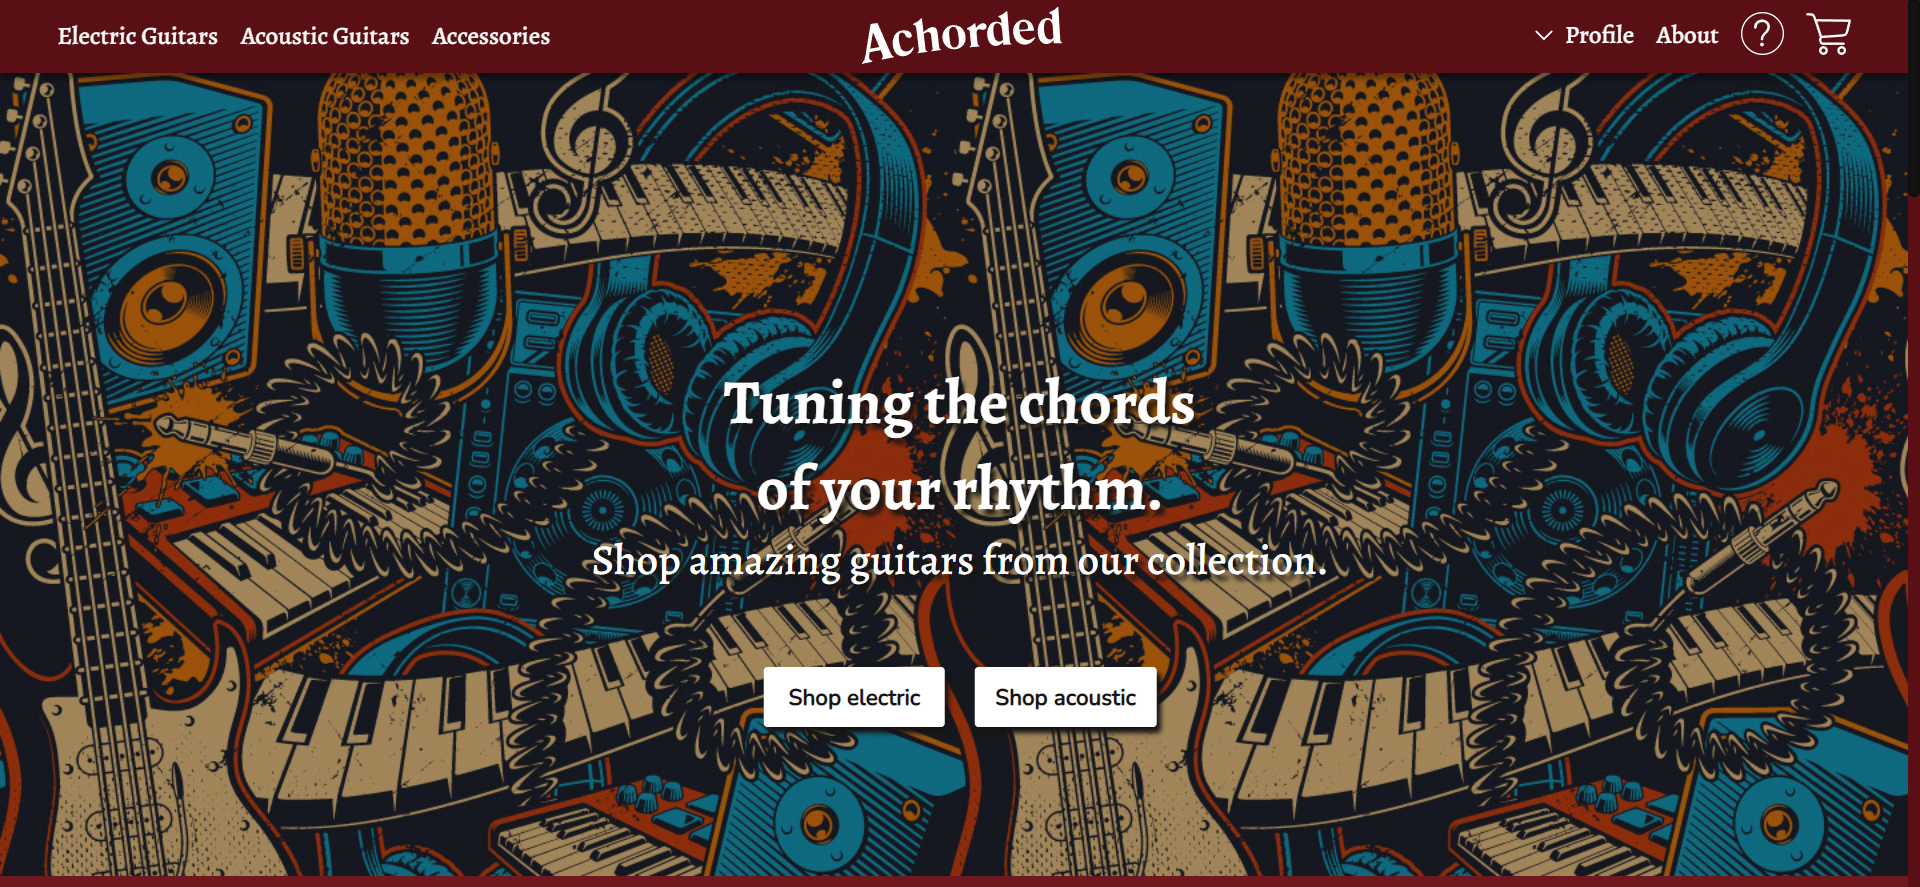 Electric Guitars Acoustic Guitars Accessories Achorded Profile About ?
Tuning the chords
of your rhythm.
Shop amazing guitars from our collection.
Shop electric Shop acoustic